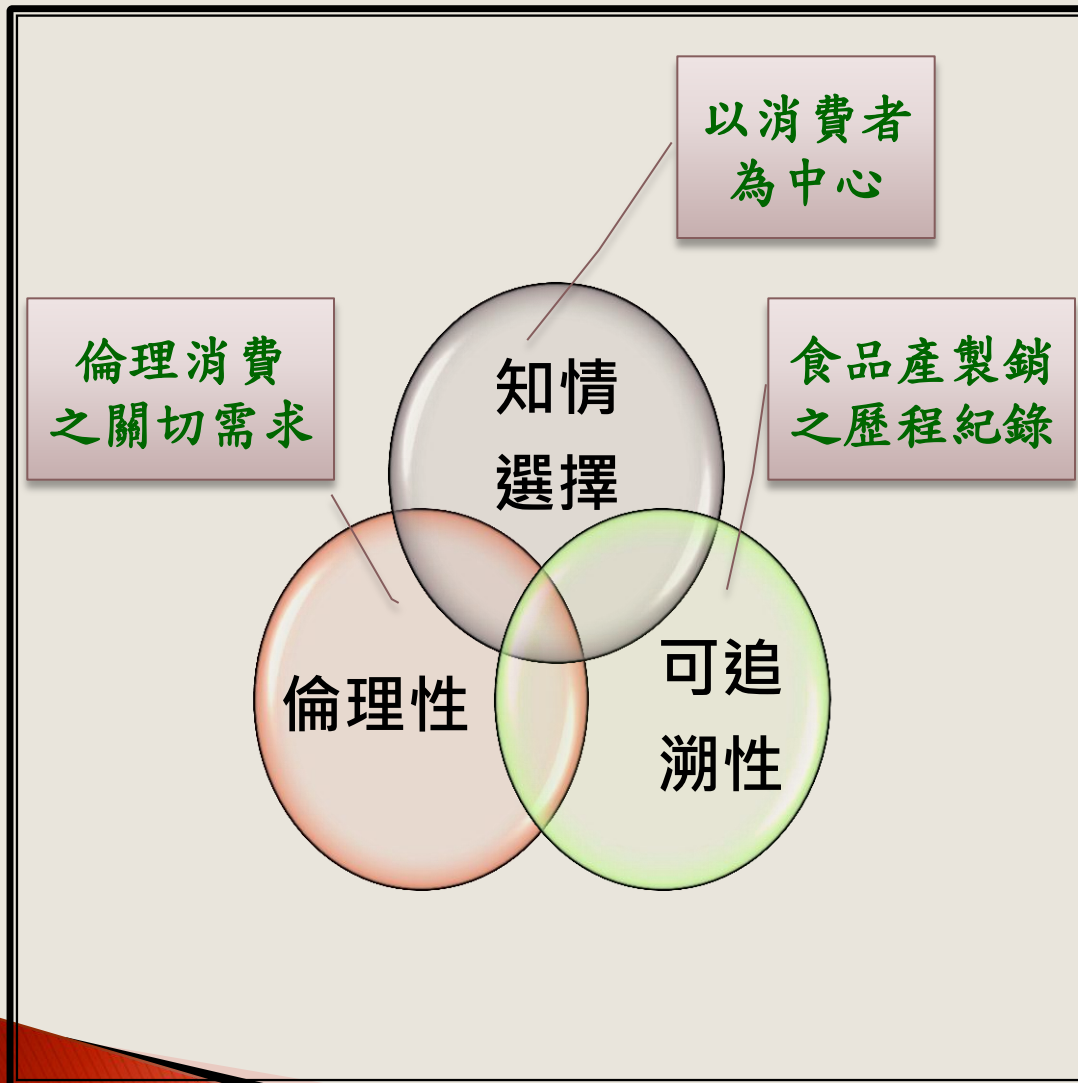 以消費者
為中心
倫理消費
之關切需求
食品產製銷
之歷程紀錄
知情
選擇
倫理性
可追
溯性